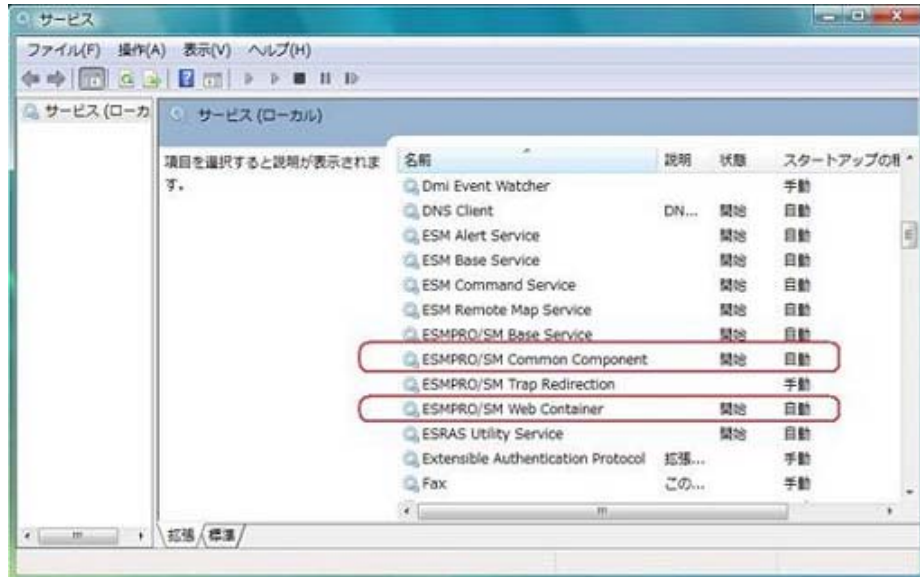 サービス
ファイル(F) 操作(A) 表示(V) ヘルプ(H)
サービス (ローカ
サービス (ローカル)
項目を選択すると説明が表示されま
す。
名前 説明 状態 スタートアップの種
Dmi Event Watcher 手動
DNS Client DN... 開始 自動
ESM Alert Service 開始 自動
ESM Base Service 開始 自動
ESM Command Service 開始 自動
ESM Remote Map Service 開始 自動
ESMPRO/SM Base Service 開始 自動
ESMPRO/SM Common Component 開始 自動
ESMPRO/SM Trap Redirection 手動
ESMPRO/SM Web Container 開始 自動
ESRAS Utility Service 開始 自動
Extensible Authentication Protocol 拡張... 手動
Fax この... 手動
拡張 標準